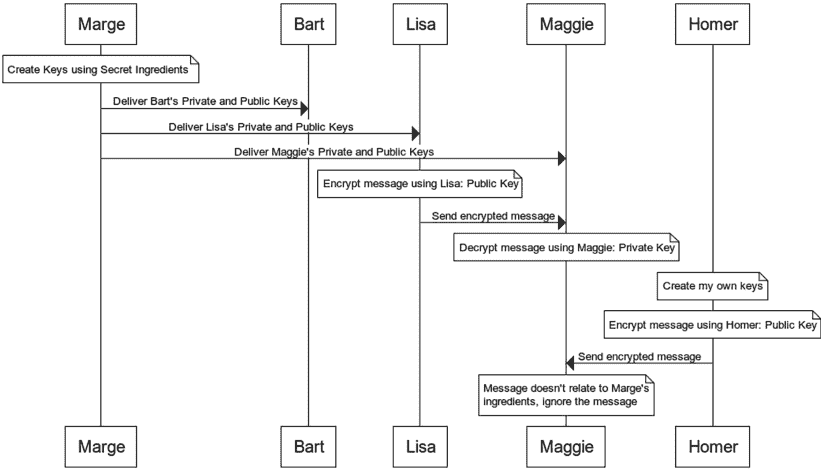 Marge
Bart
Lisa
Maggie
Homer
Create Keys using Secret Ingredients
Deliver Bart's Private and Public Keys
Deliver Lisa's Private and Public Keys
Deliver Maggie's Private and Public Keys
Encrypt message using Lisa: Public Key
Send encrypted message
Decrypt message using Maggie: Private Key
Create my own keys
Encrypt message using Homer: Public Key
Send encrypted message
Message doesn't relate to Marge's
ingredients, ignore the message
Marge
Bart
Lisa
Maggie
Homer